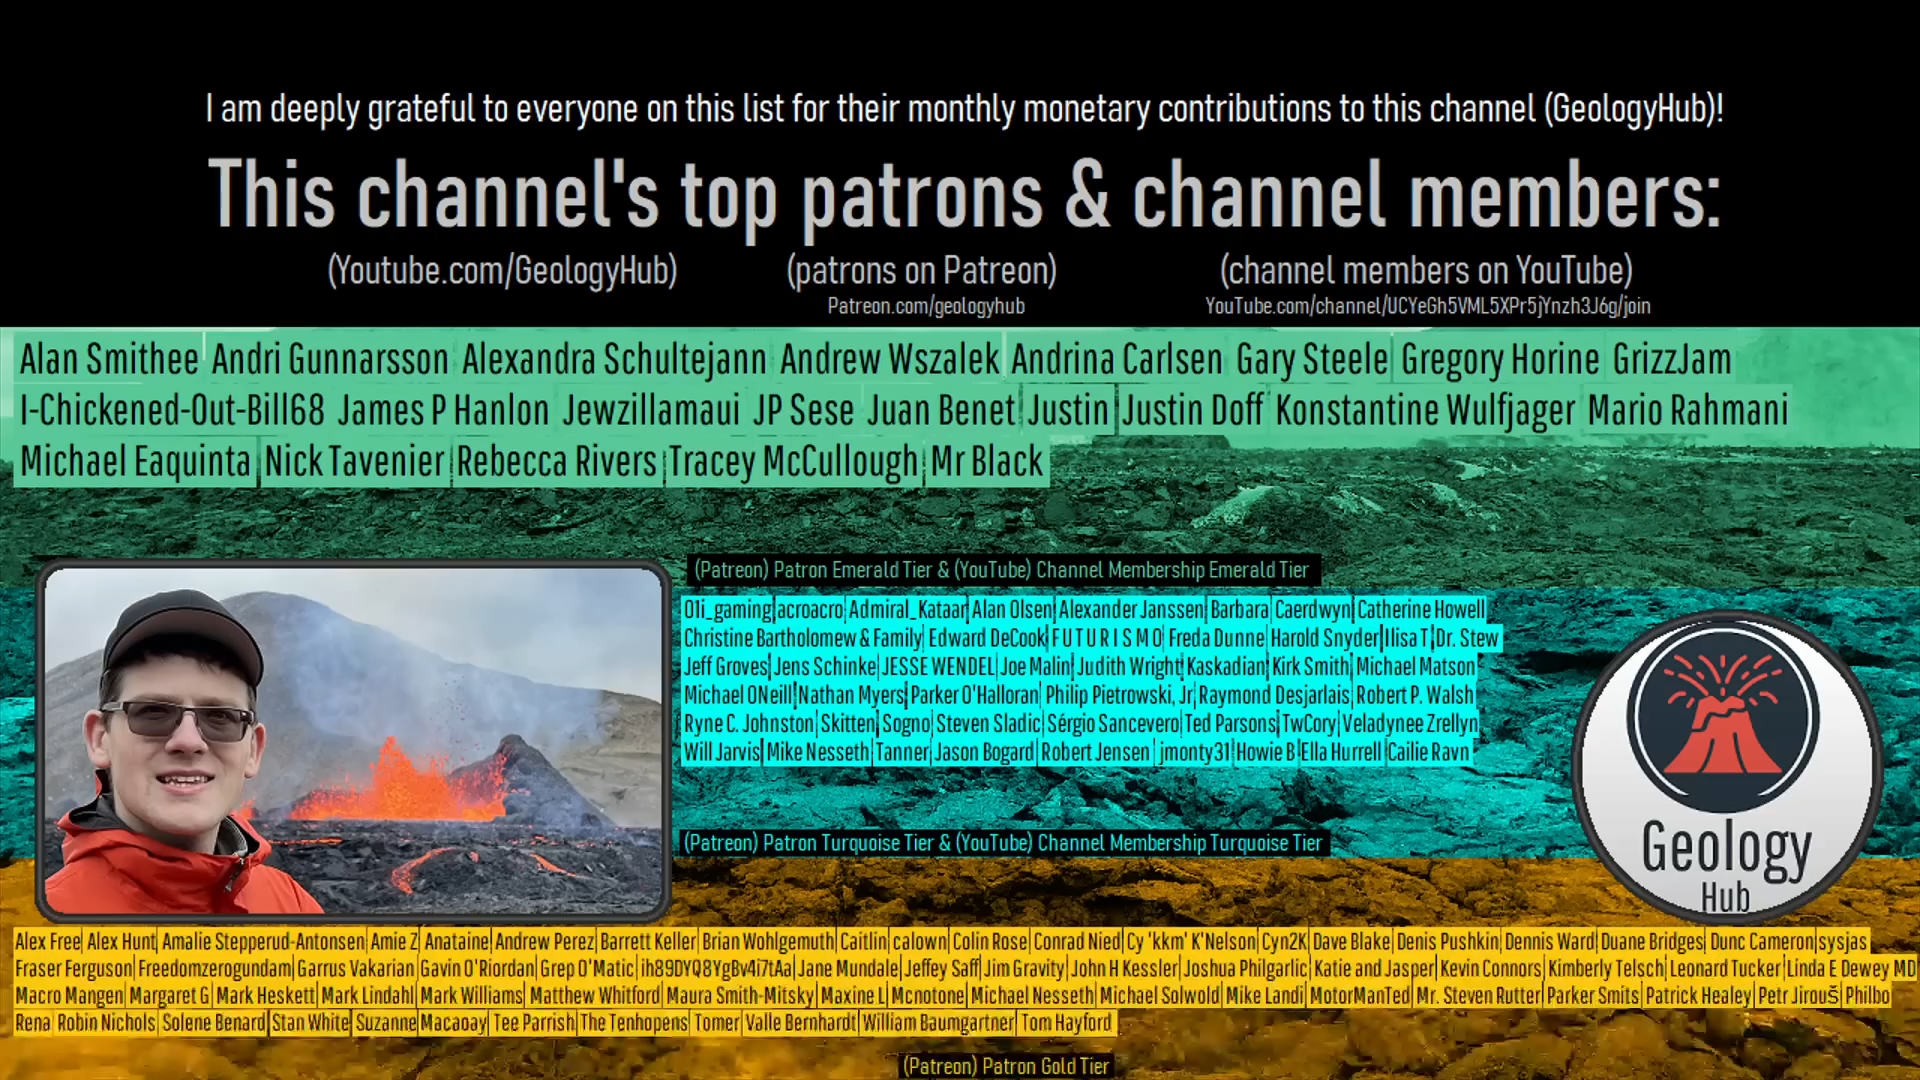 I am deeply grateful to everyone on this list for their monthly monetary contributions to this channel (GeologyHub)!
This channel's top patrons & channel members:
(Youtube.com/GeologyHub) (patrons on Patreon) (channel members on YouTube)
Patreon.com/geologyhub YouTube.com/channel/UCYeGh5VML5XPr5jYnzh3J6g/join
Alan Smithee Andri Gunnarsson Alexandra Schultejann Andrew Wszalek Andrina Carlsen Gary Steele Gregory Horine GrizzJam
I-Chickened-Out-Bill68 James P Hanlon Jewzillamaui JP Sese Juan Benet Justin Justin Doff Konstantine Wulfjager Mario Rahmani
Michael Eaquinta Nick Tavenier Rebecca Rivers Tracey McCullough Mr Black
(Patreon) Patron Emerald Tier & (YouTube) Channel Membership Emerald Tier
01i_gaming acroacro Admiral_Kataar Alan Olsen Alexander Janssen Barbara Caerdwyn Catherine Howell
Christine Bartholomew & Family Edward DeCook F U T U R I S M O Freda Dunne Harold Snyder Ilisa T Dr. Stew
Jeff Groves Jens Schinke JESSE WENDEL Joe Malin Judith Wright Kaskadian Kirk Smith Michael Matson
Michael ONeill Nathan Myers Parker O'Halloran Philip Pietrowski, Jr Raymond Desjarlais Robert P. Walsh
Ryne C. Johnston Skitten Sogno Steven Sladic Sérgio Sancevero Ted Parsons TwCory Veladynee Zrellyn
Will Jarvis Mike Nesseth Tanner Jason Bogard Robert Jensen jmonty31 Howie B Ella Hurrell Cailie Ravn
(Patreon) Patron Turquoise Tier & (YouTube) Channel Membership Turquoise Tier
Geology
Hub
Alex Free Alex Hunt Amalie Stepperud-Antonsen Amie Z Anataine Andrew Perez Barrett Keller Brian Wohlgemuth Caitlin calown Colin Rose Conrad Nied Cy 'kkm' K'Nelson Cyn2K Dave Blake Denis Pushkin Dennis Ward Duane Bridges Dunc Cameron sysjas
Fraser Ferguson Freedomzerogundam Garrus Vakarian Gavin O'Riordan Grep O'Matic ih89DYQ8YgBv4i7tAa Jane Mundale Jeffey Saff Jim Gravity John H Kessler Joshua Philgarlic Katie and Jasper Kevin Connors Kimberly Telsch Leonard Tucker Linda E Dewey MD
Macro Mangen Margaret G Mark Heskett Mark Lindahl Mark Williams Matthew Whitford Maura Smith-Mitsky Maxine L Mcnotone Michael Nesseth Michael Solwold Mike Landi MotorManTed Mr. Steven Rutter Parker Smits Patrick Healey Petr Jirouš Philbo
Rena Robin Nichols Solene Benard Stan White Suzanne Macaoay Tee Parrish The Tenhopens Tomer Valle Bernhardt William Baumgartner Tom Hayford
(Patreon) Patron Gold Tier